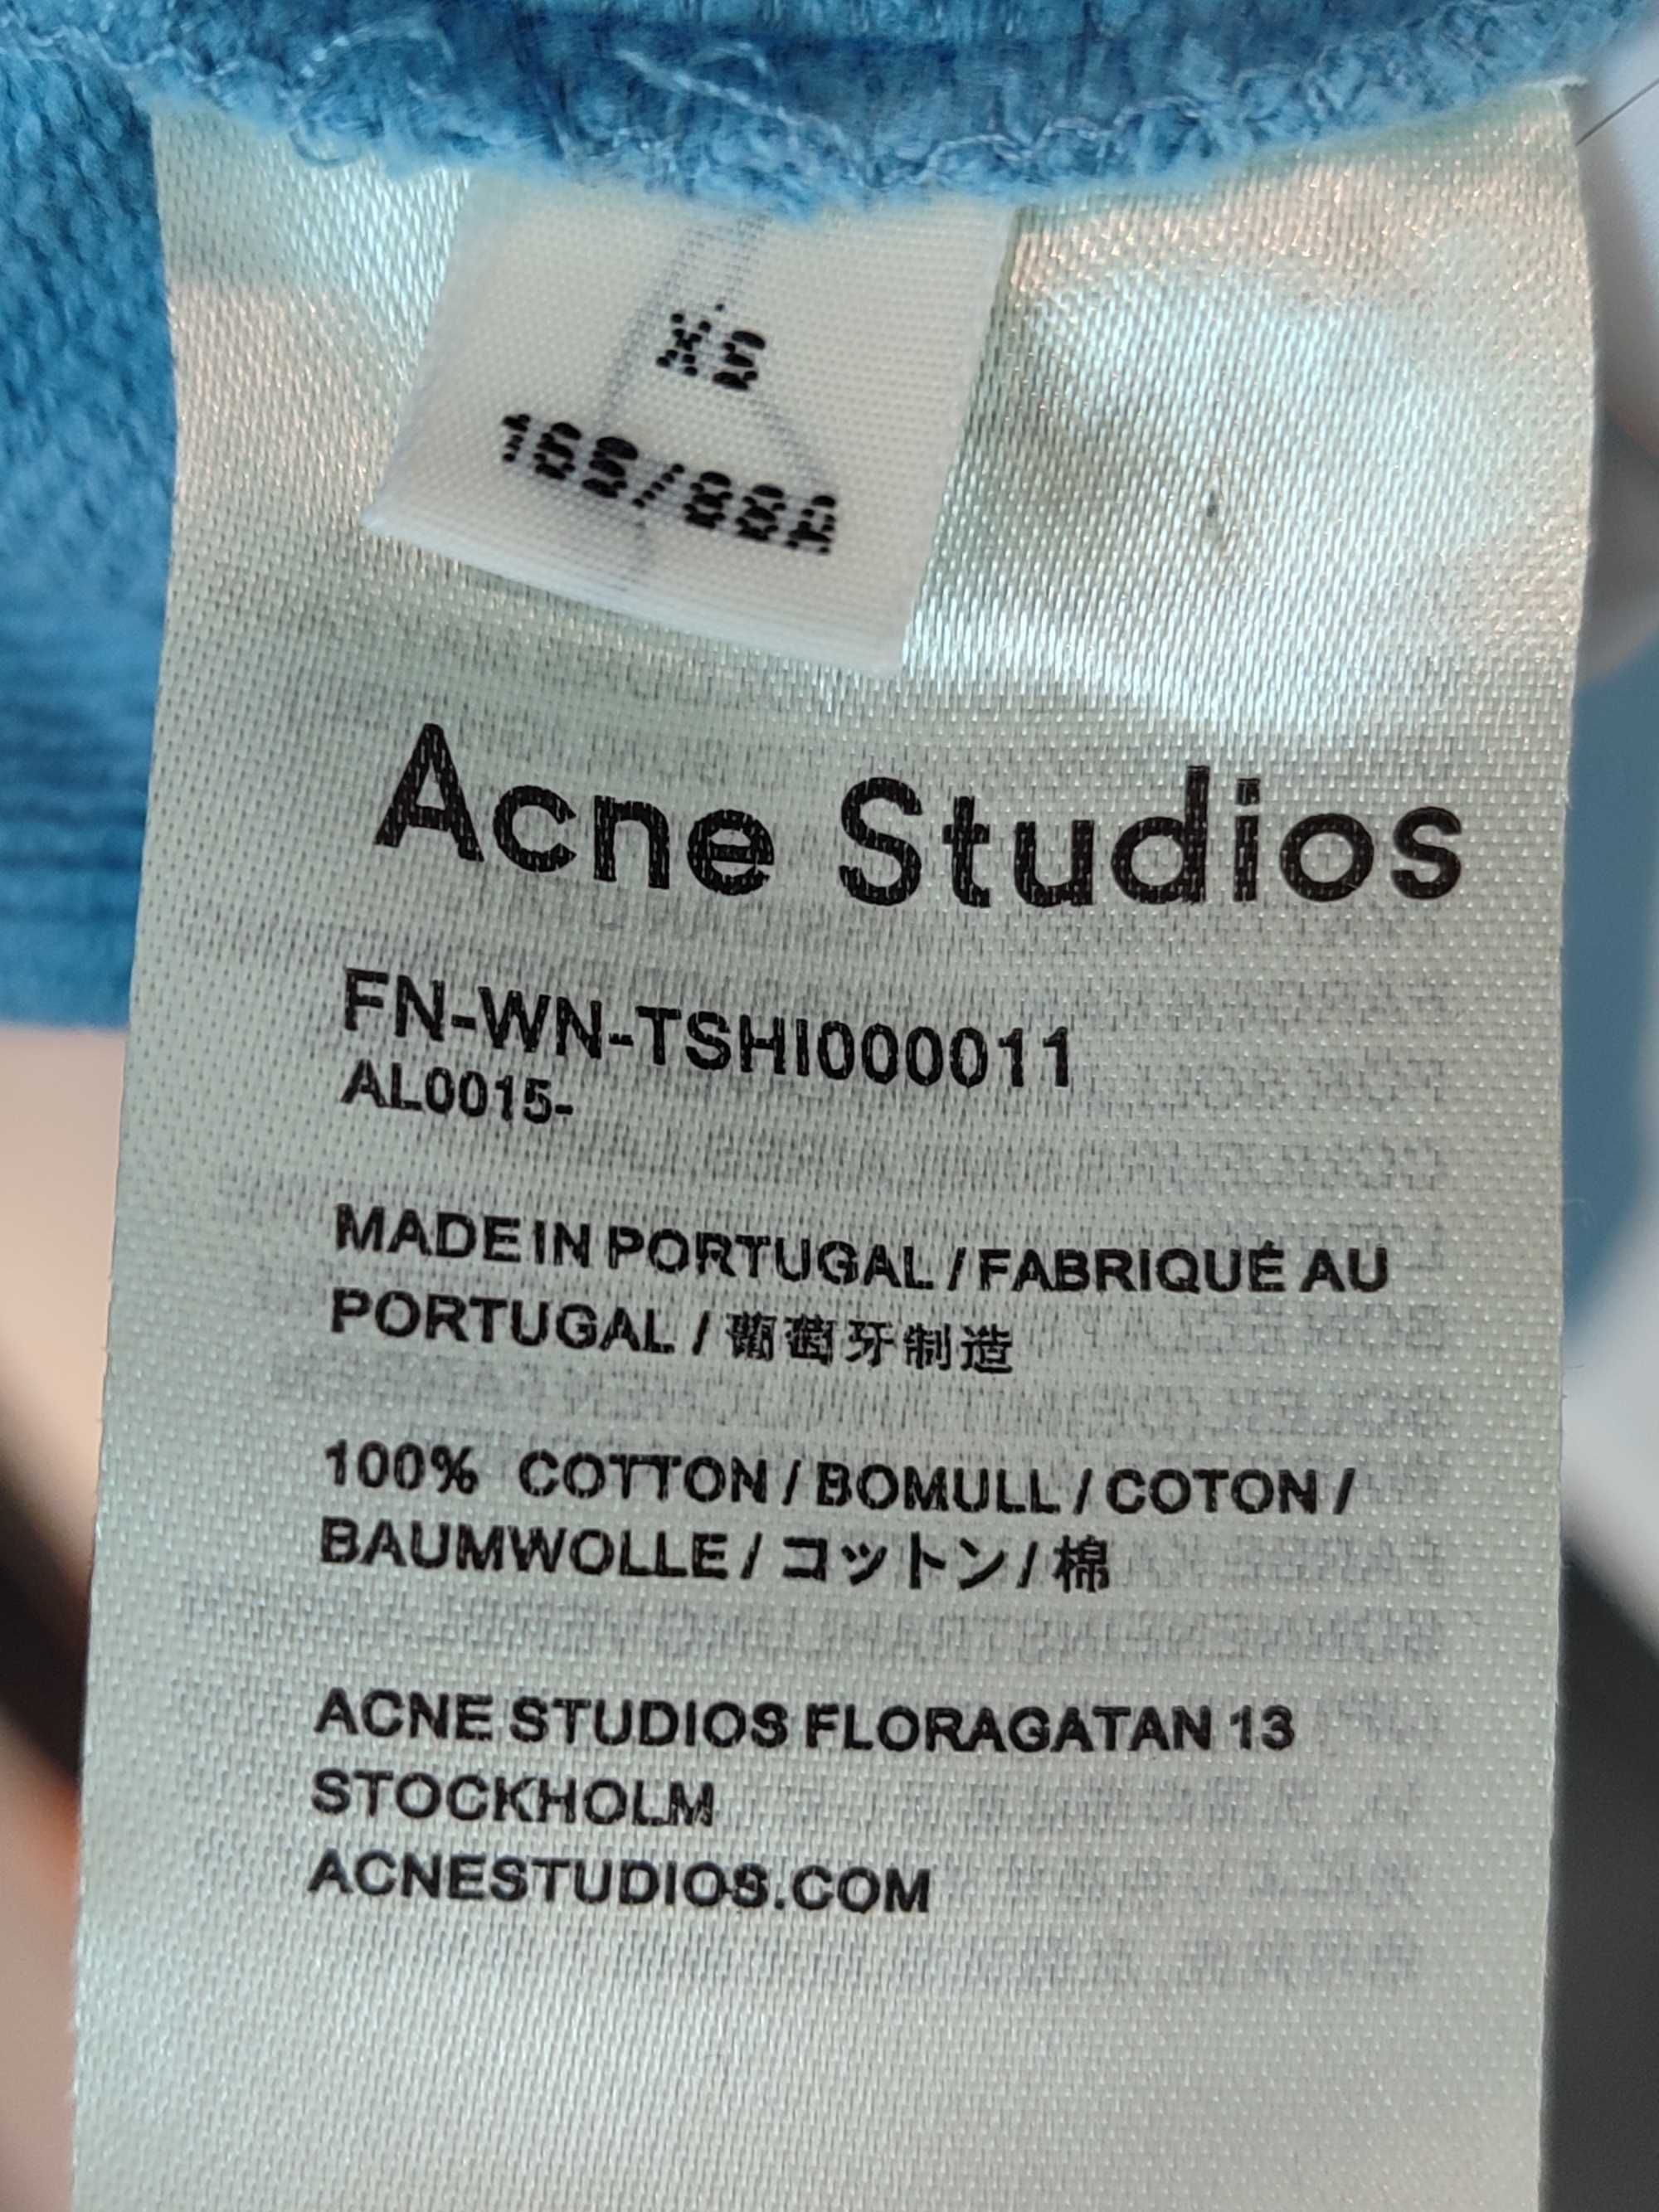 XS
165/88A
Acne Studios
FN-WN-TSHI000011
AL0015-
MADE IN PORTUGAL / FABRIQUÉ AU
PORTUGAL / 葡萄牙制造
100% COTTON / BOMULL / COTON /
BAUMWOLLE / コットン / 棉
ACNE STUDIOS FLORAGATAN 13
STOCKHOLM
ACNESTUDIOS.COM